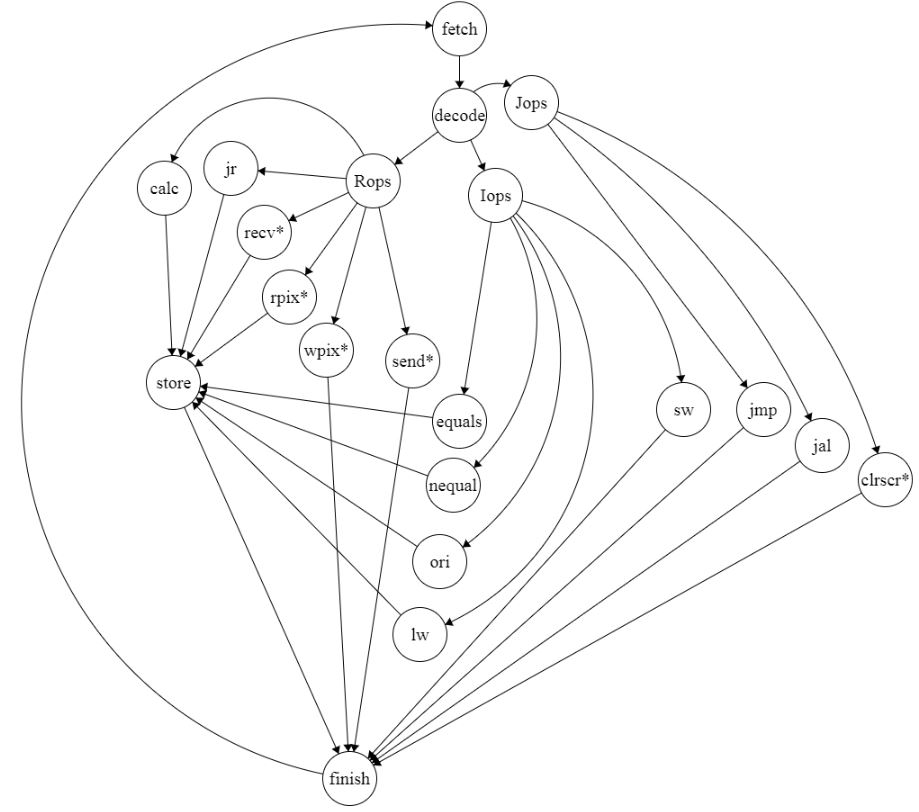 fetch
Jops
decode
jr
Rops
calc
Iops
recv*
rpix*
wpix*
send*
store
sw
jmp
equals
jal
clrscr*
nequal
ori
lw
finish